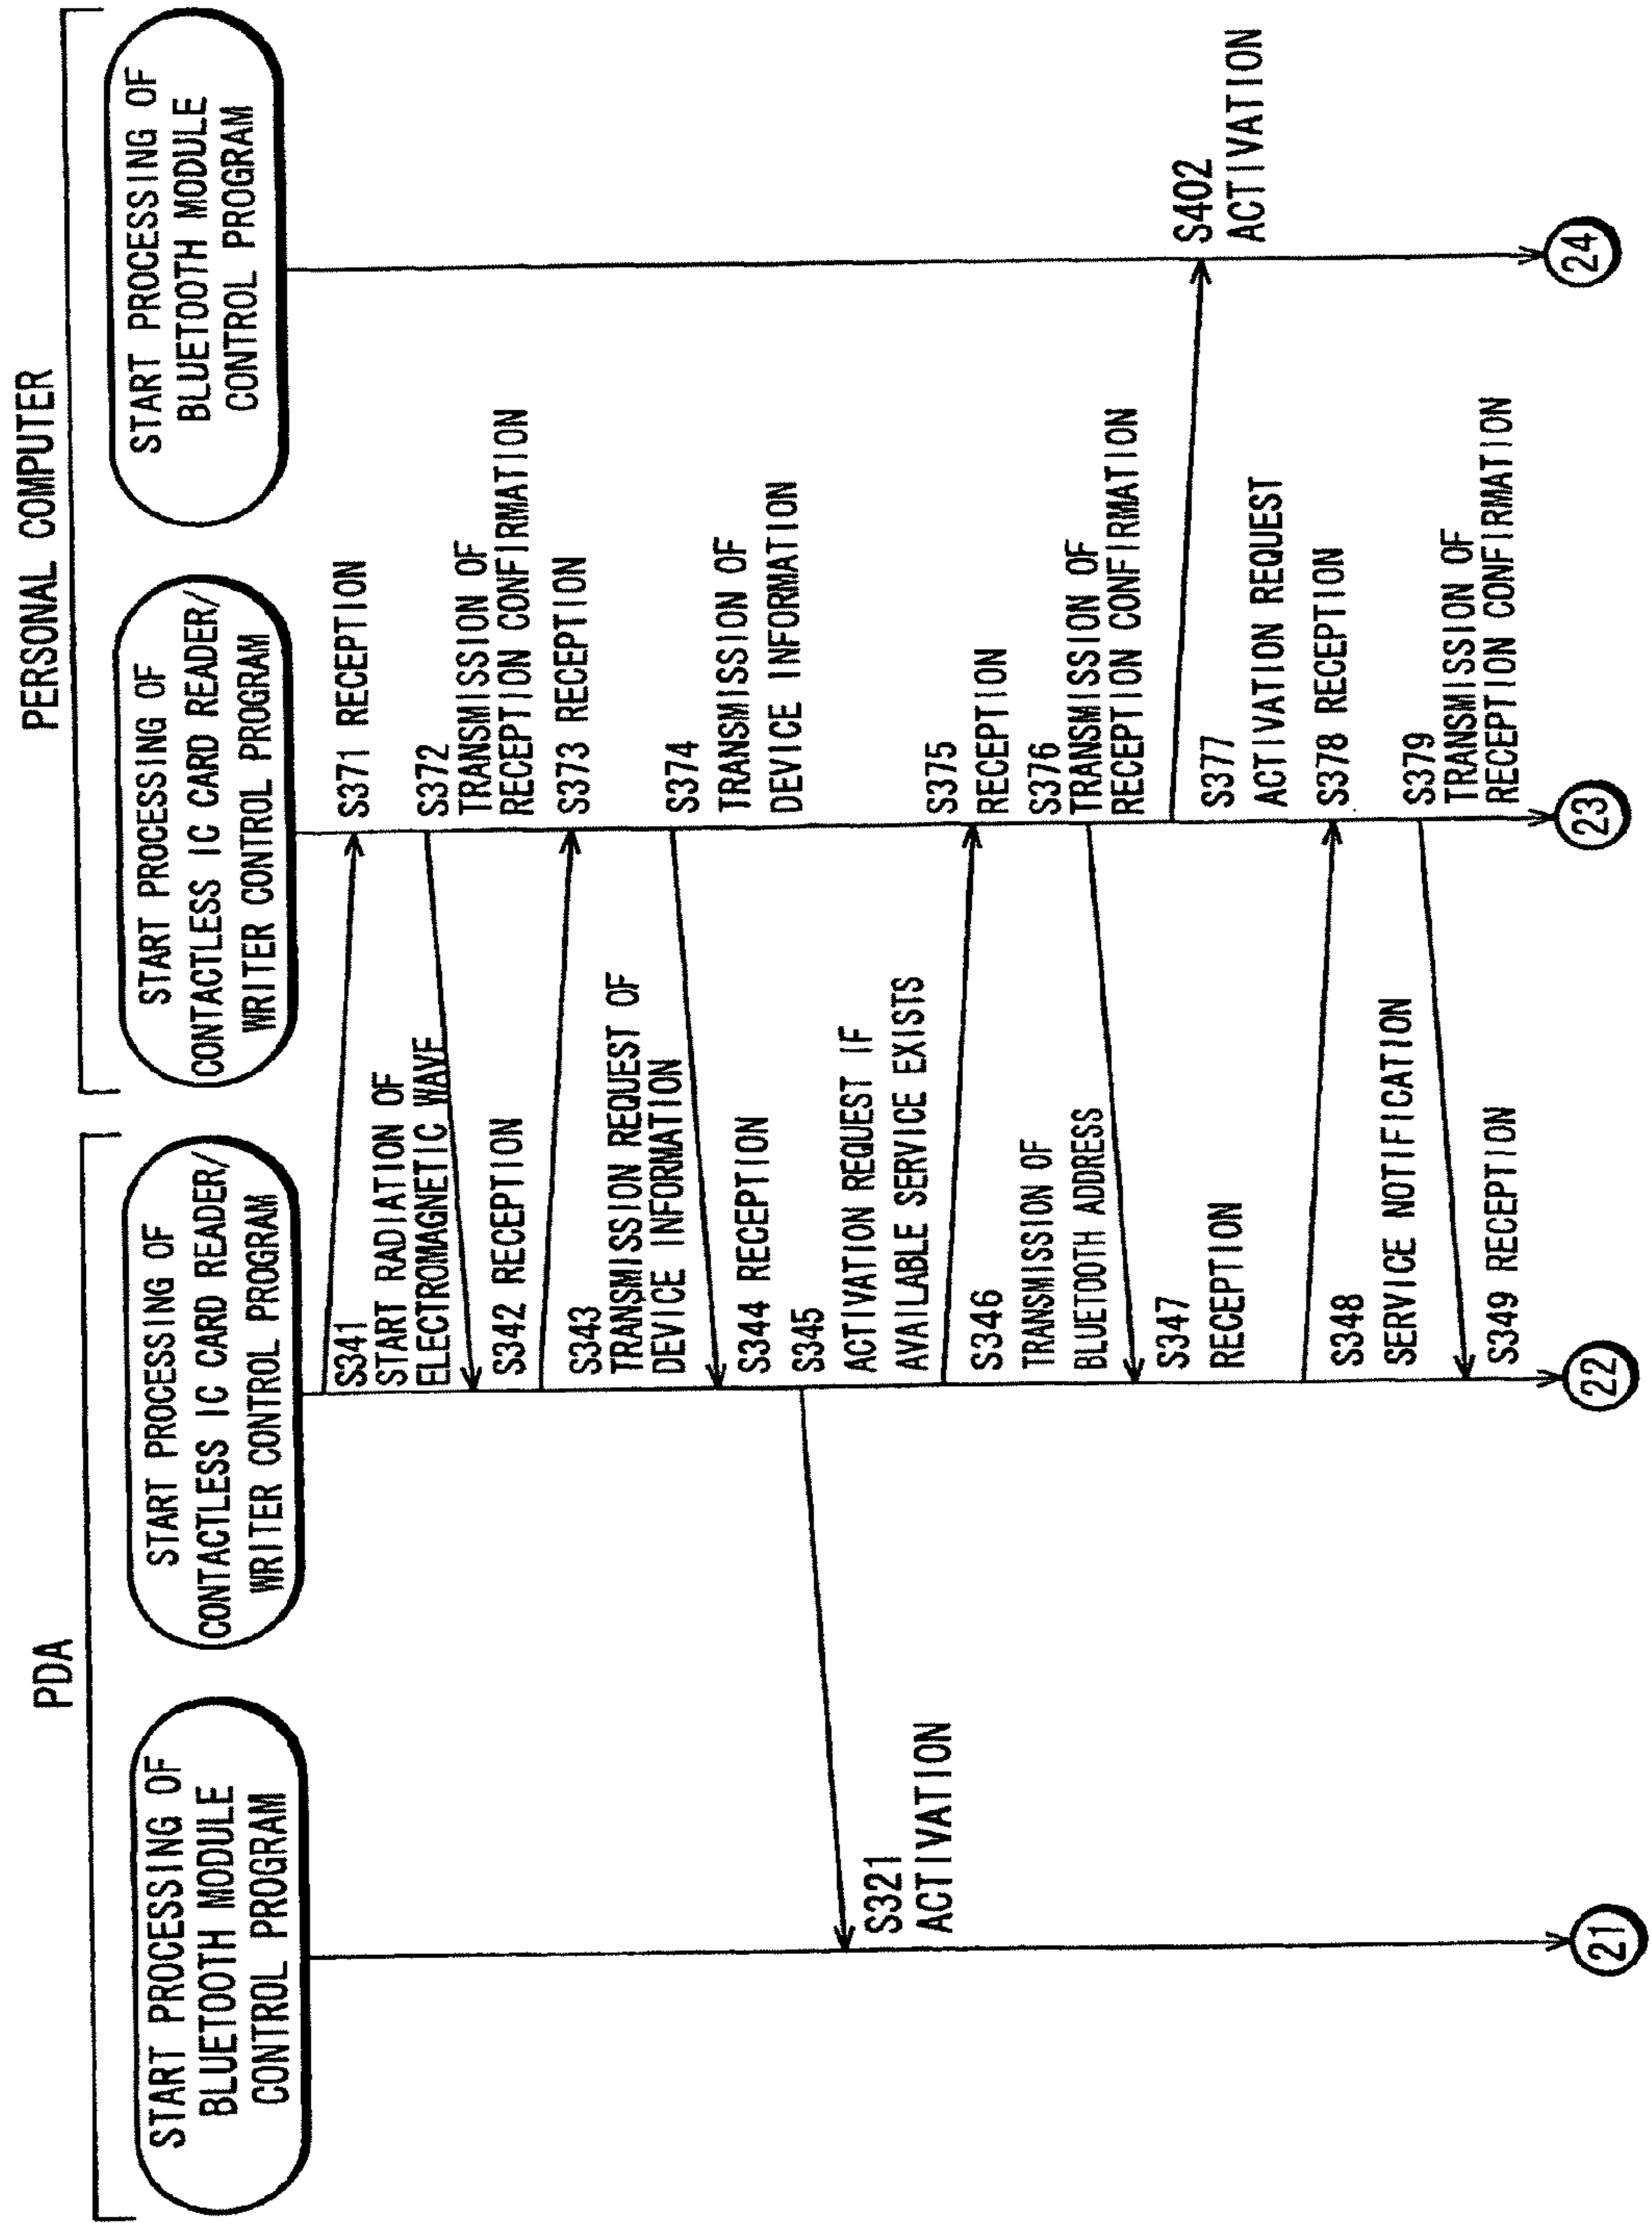 PDA
PERSONAL COMPUTER
START PROCESSING OF
BLUETOOTH MODULE
CONTROL PROGRAM
START PROCESSING OF
CONTACTLESS IC CARD READER/
WRITER CONTROL PROGRAM
START PROCESSING OF
CONTACTLESS IC CARD READER/
WRITER CONTROL PROGRAM
START PROCESSING OF
BLUETOOTH MODULE
CONTROL PROGRAM
S321
ACTIVATION
21
S341
START RADIATION OF
ELECTROMAGNETIC WAVE
S342 RECEPTION
S343
TRANSMISSION REQUEST OF
DEVICE INFORMATION
S344 RECEPTION
S345
ACTIVATION REQUEST IF
AVAILABLE SERVICE EXISTS
S346
TRANSMISSION OF
BLUETOOTH ADDRESS
S347
RECEPTION
S348
SERVICE NOTIFICATION
S349 RECEPTION
22
S371 RECEPTION
S372
TRANSMISSION OF
RECEPTION CONFIRMATION
S373 RECEPTION
S374
TRANSMISSION OF
DEVICE INFORMATION
S375
RECEPTION
S376
TRANSMISSION OF
RECEPTION CONFIRMATION
S377
ACTIVATION REQUEST
S378 RECEPTION
S379
TRANSMISSION OF
RECEPTION CONFIRMATION
23
S402
ACTIVATION
24